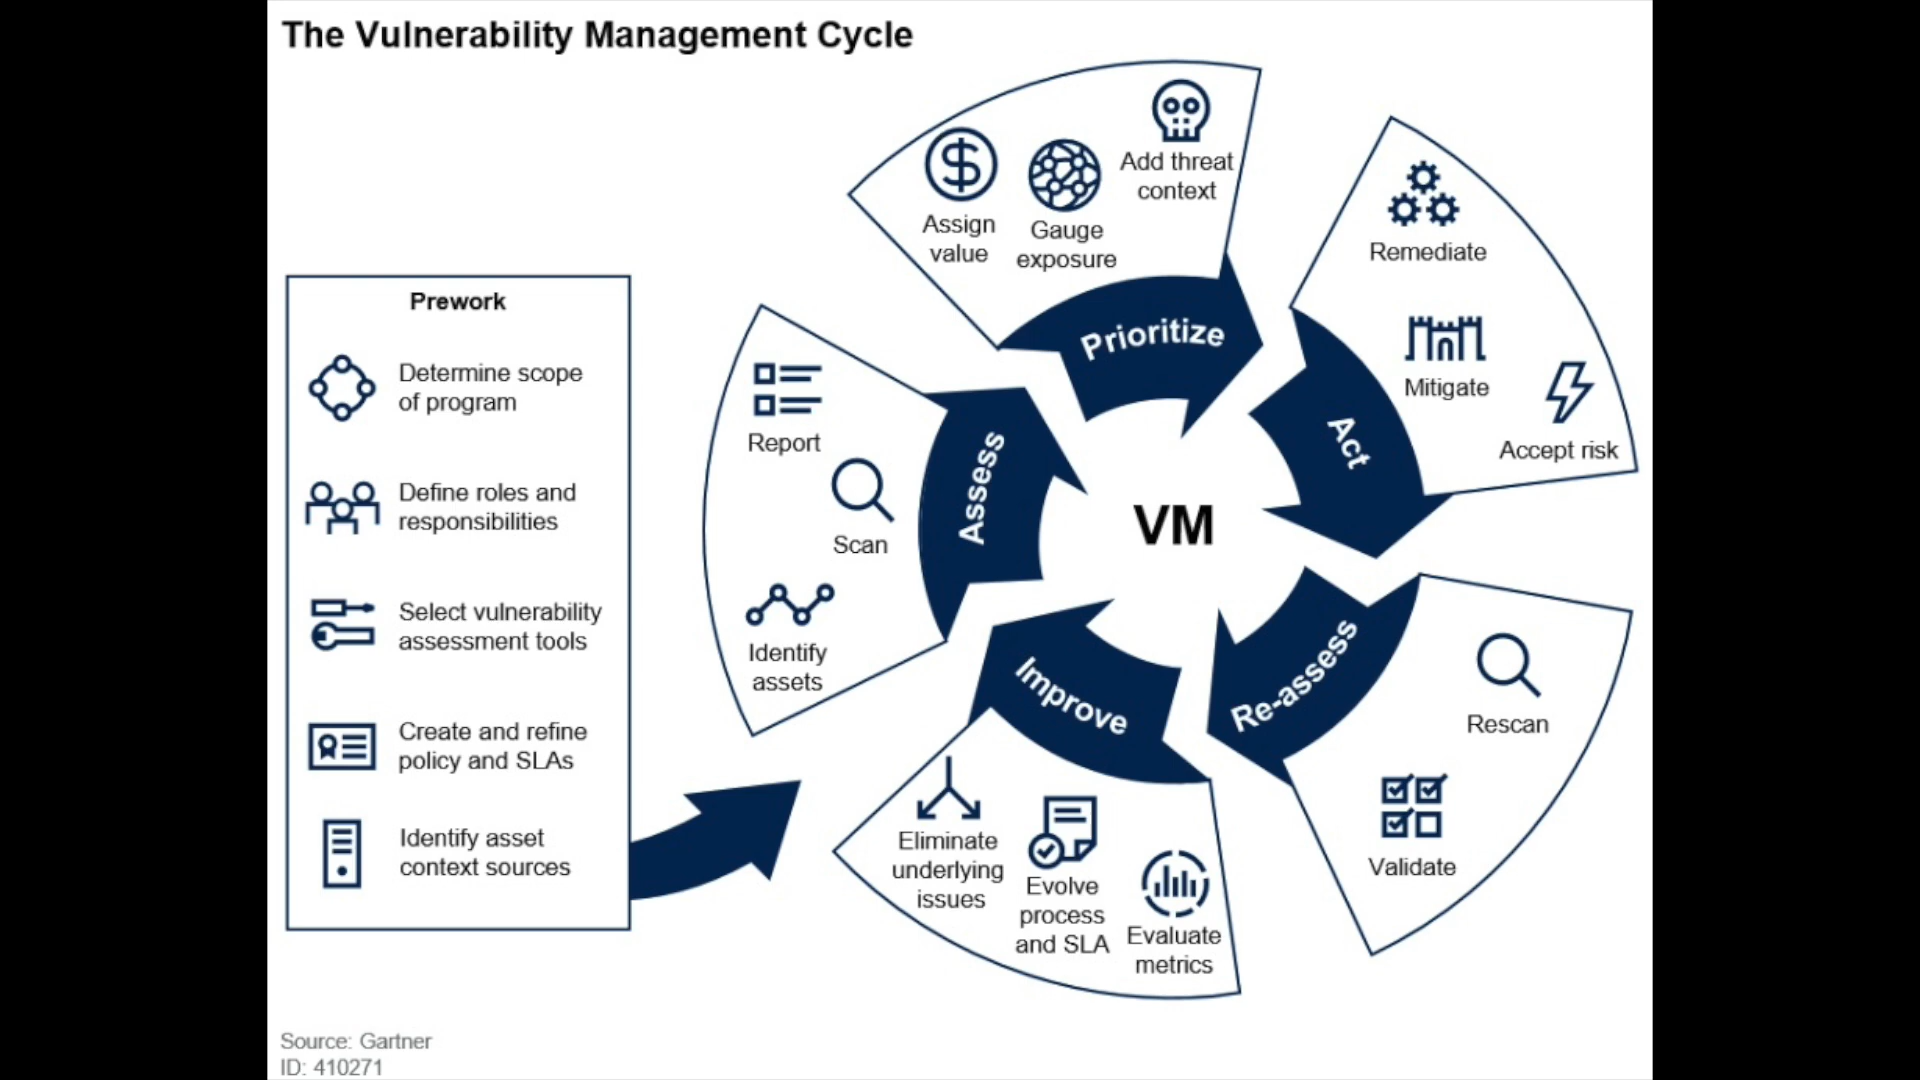 The Vulnerability Management Cycle
Prework
Determine scope
of program
Define roles and
responsibilities
Select vulnerability
assessment tools
Create and refine
policy and SLAs
Identify asset
context sources
Assess
Report
Scan
Identify
assets
Prioritize
Assign
value
Gauge
exposure
Add threat
context
Act
Remediate
Mitigate
Accept risk
Re-assess
Rescan
Validate
Improve
Eliminate
underlying
issues
Evolve
process
and SLA
Evaluate
metrics
VM
Source: Gartner
ID: 410271